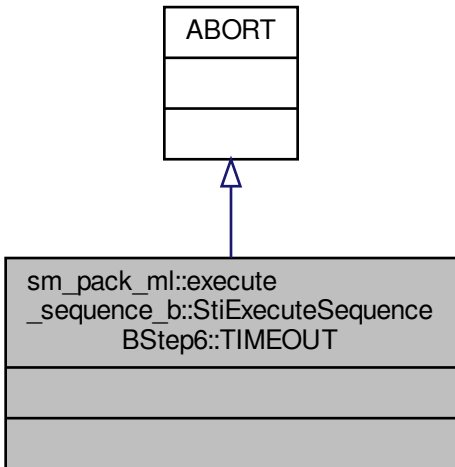 ABORT
sm_pack_ml::execute
_sequence_b::StiExecuteSequence
BStep6::TIMEOUT